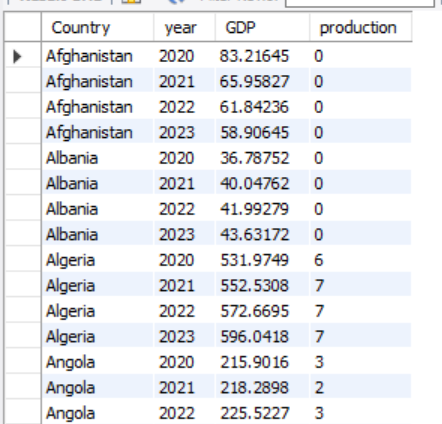 Country year GDP production
Afghanistan 2020 83.21645 0
Afghanistan 2021 65.95827 0
Afghanistan 2022 61.84236 0
Afghanistan 2023 58.90645 0
Albania 2020 36.78752 0
Albania 2021 40.04762 0
Albania 2022 41.99279 0
Albania 2023 43.63172 0
Algeria 2020 531.9749 6
Algeria 2021 552.5308 7
Algeria 2022 572.6695 7
Algeria 2023 596.0418 7
Angola 2020 215.9016 3
Angola 2021 218.2898 2
Angola 2022 225.5227 3